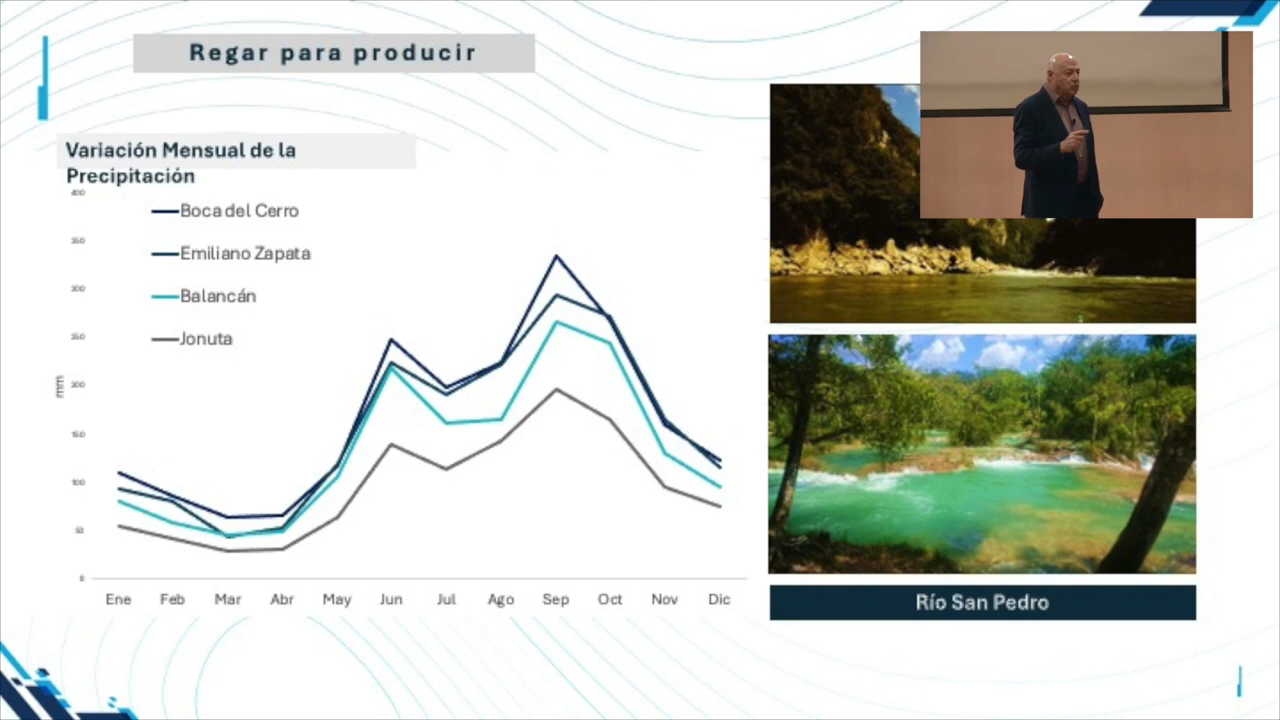 Regar para producir
Variación Mensual de la
Precipitación
400
350
300
250
200
150
100
50
0
mm
Boca del Cerro
Emiliano Zapata
Balancán
Jonuta
Ene Feb Mar Abr May Jun Jul Ago Sep Oct Nov Dic
Río San Pedro